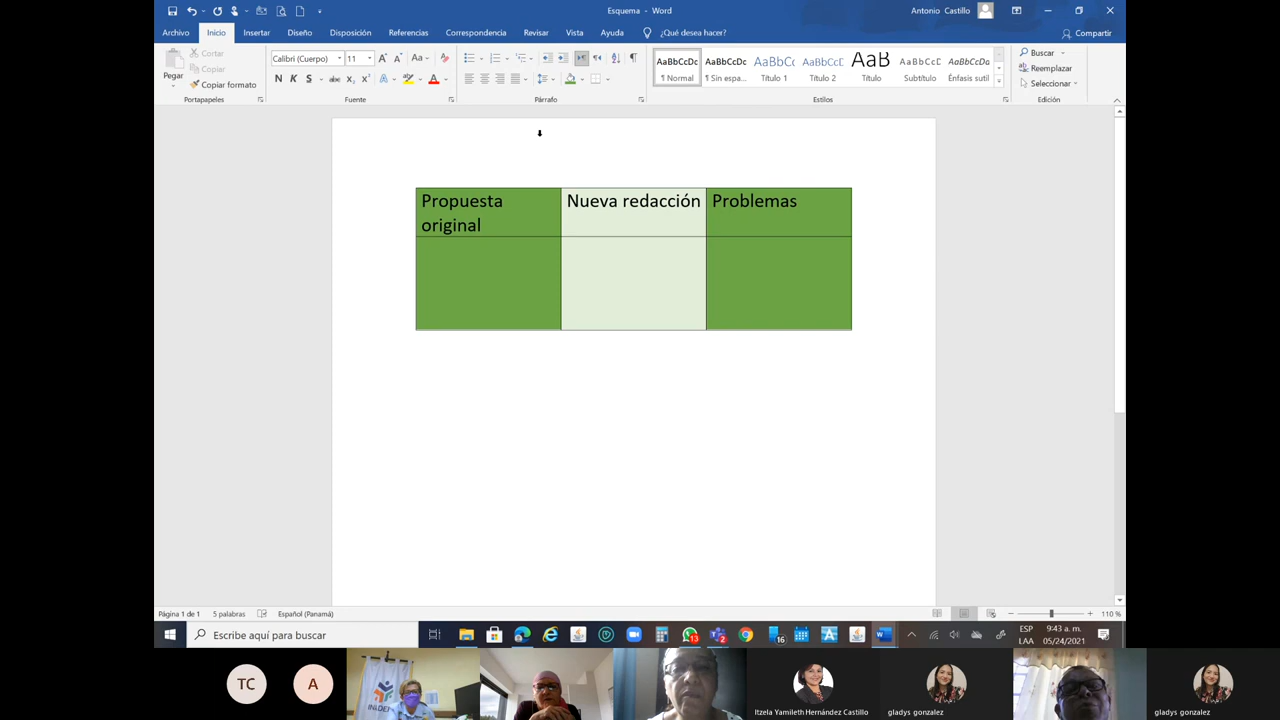 Esquema - Word
Antonio Castillo
Archivo Inicio Insertar Diseño Disposición Referencias Correspondencia Revisar Vista Ayuda ¿Qué desea hacer? Compartir
Pegar
Cortar
Copiar
Copiar formato
Portapapeles
Calibri (Cuerpo) 11
N K S abc
Fuente
Párrafo
AaBbCcDc AaBbCcDc AaBbCc AaBbCcC AaB AaBbCcC AaBbCcDc
¶ Normal ¶ Sin espa... Título 1 Título 2 Título Subtítulo Énfasis sutil
Estilos
Buscar
Reemplazar
Seleccionar
Edición
Propuesta original
Nueva redacción
Problemas
Página 1 de 1 5 palabras Español (Panamá) 110 %
Escribe aquí para buscar
ESP
LAA
9:43 a. m.
05/24/2021
TC
A
Itzela Yamileth Hernández Castillo
gladys gonzalez
gladys gonzalez